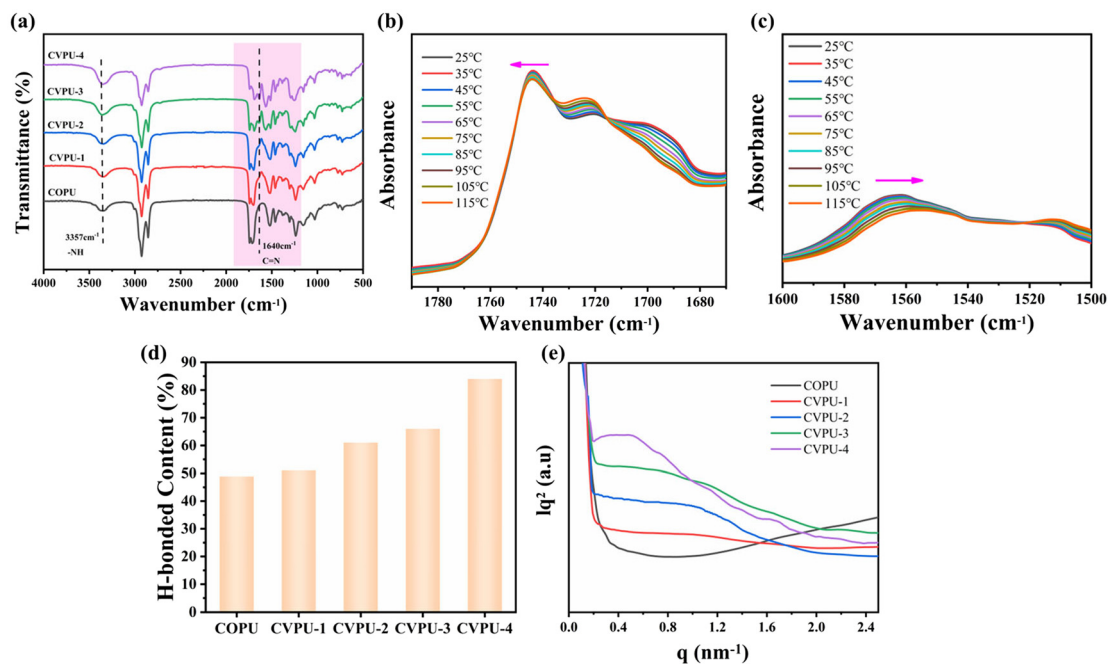 (a)
Transmittance (%)
CVPU-4
CVPU-3
CVPU-2
CVPU-1
COPU
3357cm-1
-NH
1640cm-1
C=N
4000 3500 3000 2500 2000 1500 1000 500
Wavenumber (cm-1)
(b)
Absorbance
25℃
35℃
45℃
55℃
65℃
75℃
85℃
95℃
105℃
115℃
1780 1760 1740 1720 1700 1680
Wavenumber (cm-1)
(c)
Absorbance
25℃
35℃
45℃
55℃
65℃
75℃
85℃
95℃
105℃
115℃
1600 1580 1560 1540 1520 1500
Wavenumber (cm-1)
(d)
H-bonded Content (%)
90
80
70
60
50
40
30
20
10
0
COPU CVPU-1 CVPU-2 CVPU-3 CVPU-4
(e)
Iq2 (a.u)
COPU
CVPU-1
CVPU-2
CVPU-3
CVPU-4
0.0 0.4 0.8 1.2 1.6 2.0 2.4
q (nm-1)